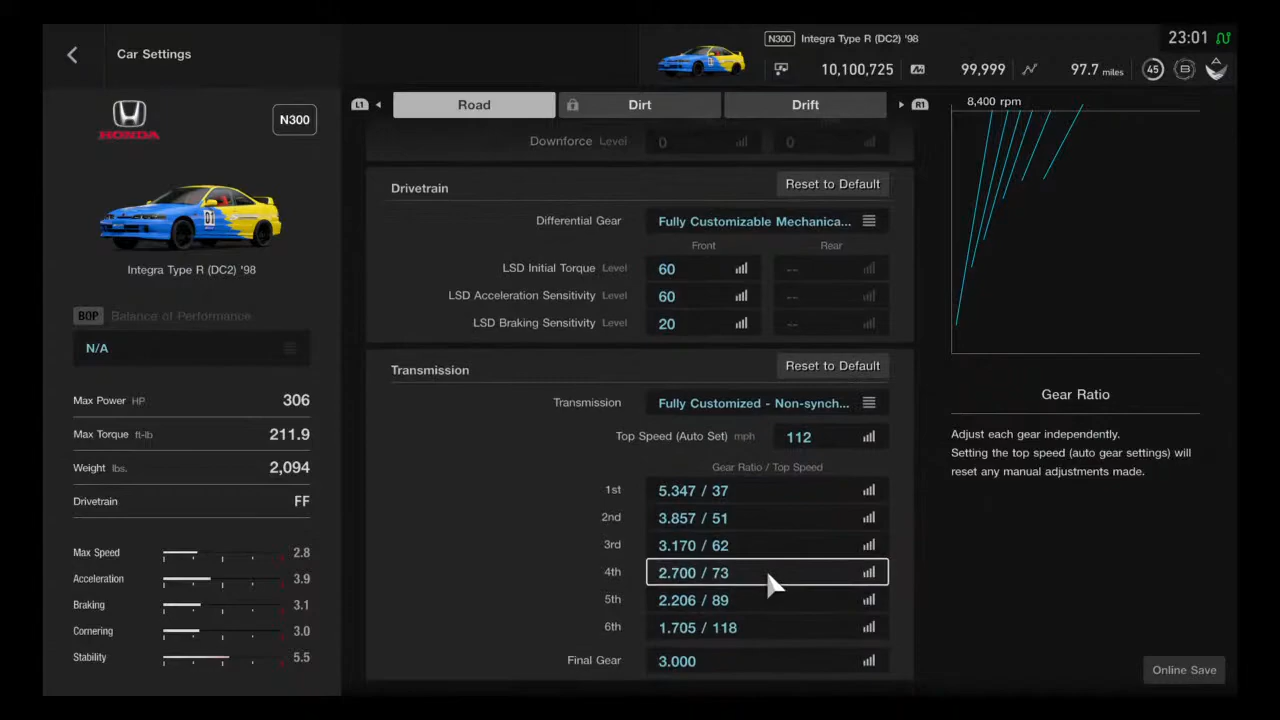 Car Settings
N300 Integra Type R (DC2) '98
23:01
10,100,725 99,999 97.7 miles 45 B
L1 Road Dirt Drift R1
HONDA
N300
01
Integra Type R (DC2) '98
BOP Balance of Performance
N/A
Max Power HP 306
Max Torque ft-lb 211.9
Weight lbs. 2,094
Drivetrain FF
Max Speed 2.8
Acceleration 3.9
Braking 3.1
Cornering 3.0
Stability 5.5
Downforce Level 0 0
Drivetrain Reset to Default
Differential Gear Fully Customizable Mechanica...
Front Rear
LSD Initial Torque Level 60 --
LSD Acceleration Sensitivity Level 60 --
LSD Braking Sensitivity Level 20 --
Transmission Reset to Default
Transmission Fully Customized - Non-synch...
Top Speed (Auto Set) mph 112
Gear Ratio / Top Speed
1st 5.347 / 37
2nd 3.857 / 51
3rd 3.170 / 62
4th 2.700 / 73
5th 2.206 / 89
6th 1.705 / 118
Final Gear 3.000
8,400 rpm
Gear Ratio
Adjust each gear independently.
Setting the top speed (auto gear settings) will
reset any manual adjustments made.
Online Save